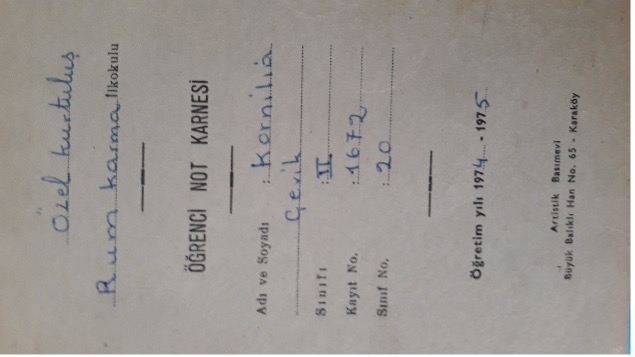 Özel Kurtuluş
Rum Karma İlkokulu
ÖĞRENCİ NOT KARNESİ
Adı ve Soyadı : Kornilia
Çevik
Sınıfı : II
Kayıt No. : 1672
Sınıf No. : 20
Öğretim yılı 1974 - 1975
Artistik Basımevi
Büyük Balıklı Han No. 65 - Karaköy